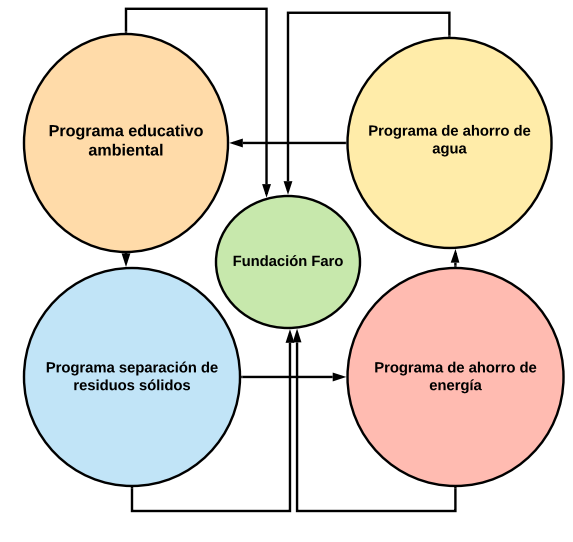 Programa educativo
ambiental
Programa de ahorro de
agua
Fundación Faro
Programa separación de
residuos sólidos
Programa de ahorro de
energía